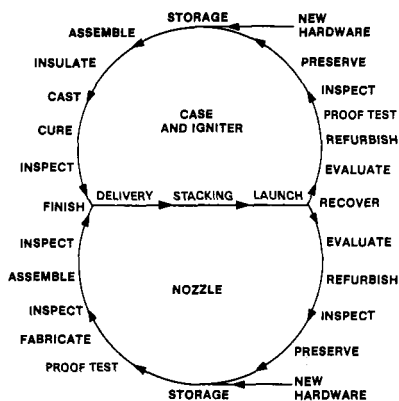 STORAGE
NEW
HARDWARE
ASSEMBLE
PRESERVE
INSULATE
INSPECT
CAST
CASE
AND IGNITER
PROOF TEST
CURE
REFURBISH
INSPECT
EVALUATE
FINISH
DELIVERY
STACKING
LAUNCH
RECOVER
INSPECT
EVALUATE
ASSEMBLE
NOZZLE
REFURBISH
INSPECT
INSPECT
FABRICATE
PRESERVE
PROOF TEST
STORAGE
NEW
HARDWARE